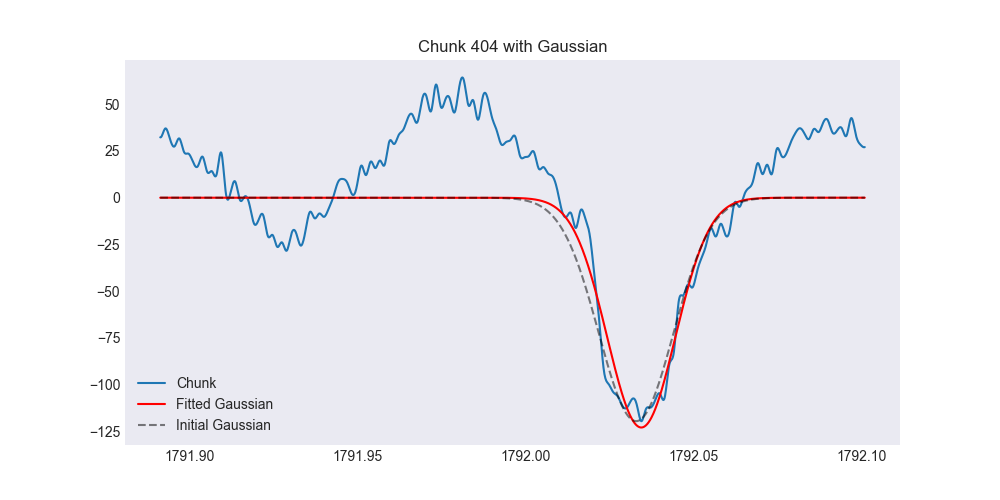 Chunk 404 with Gaussian
50
25
0
−25
−50
−75
−100
−125
Chunk
Fitted Gaussian
Initial Gaussian
1791.90 1791.95 1792.00 1792.05 1792.10